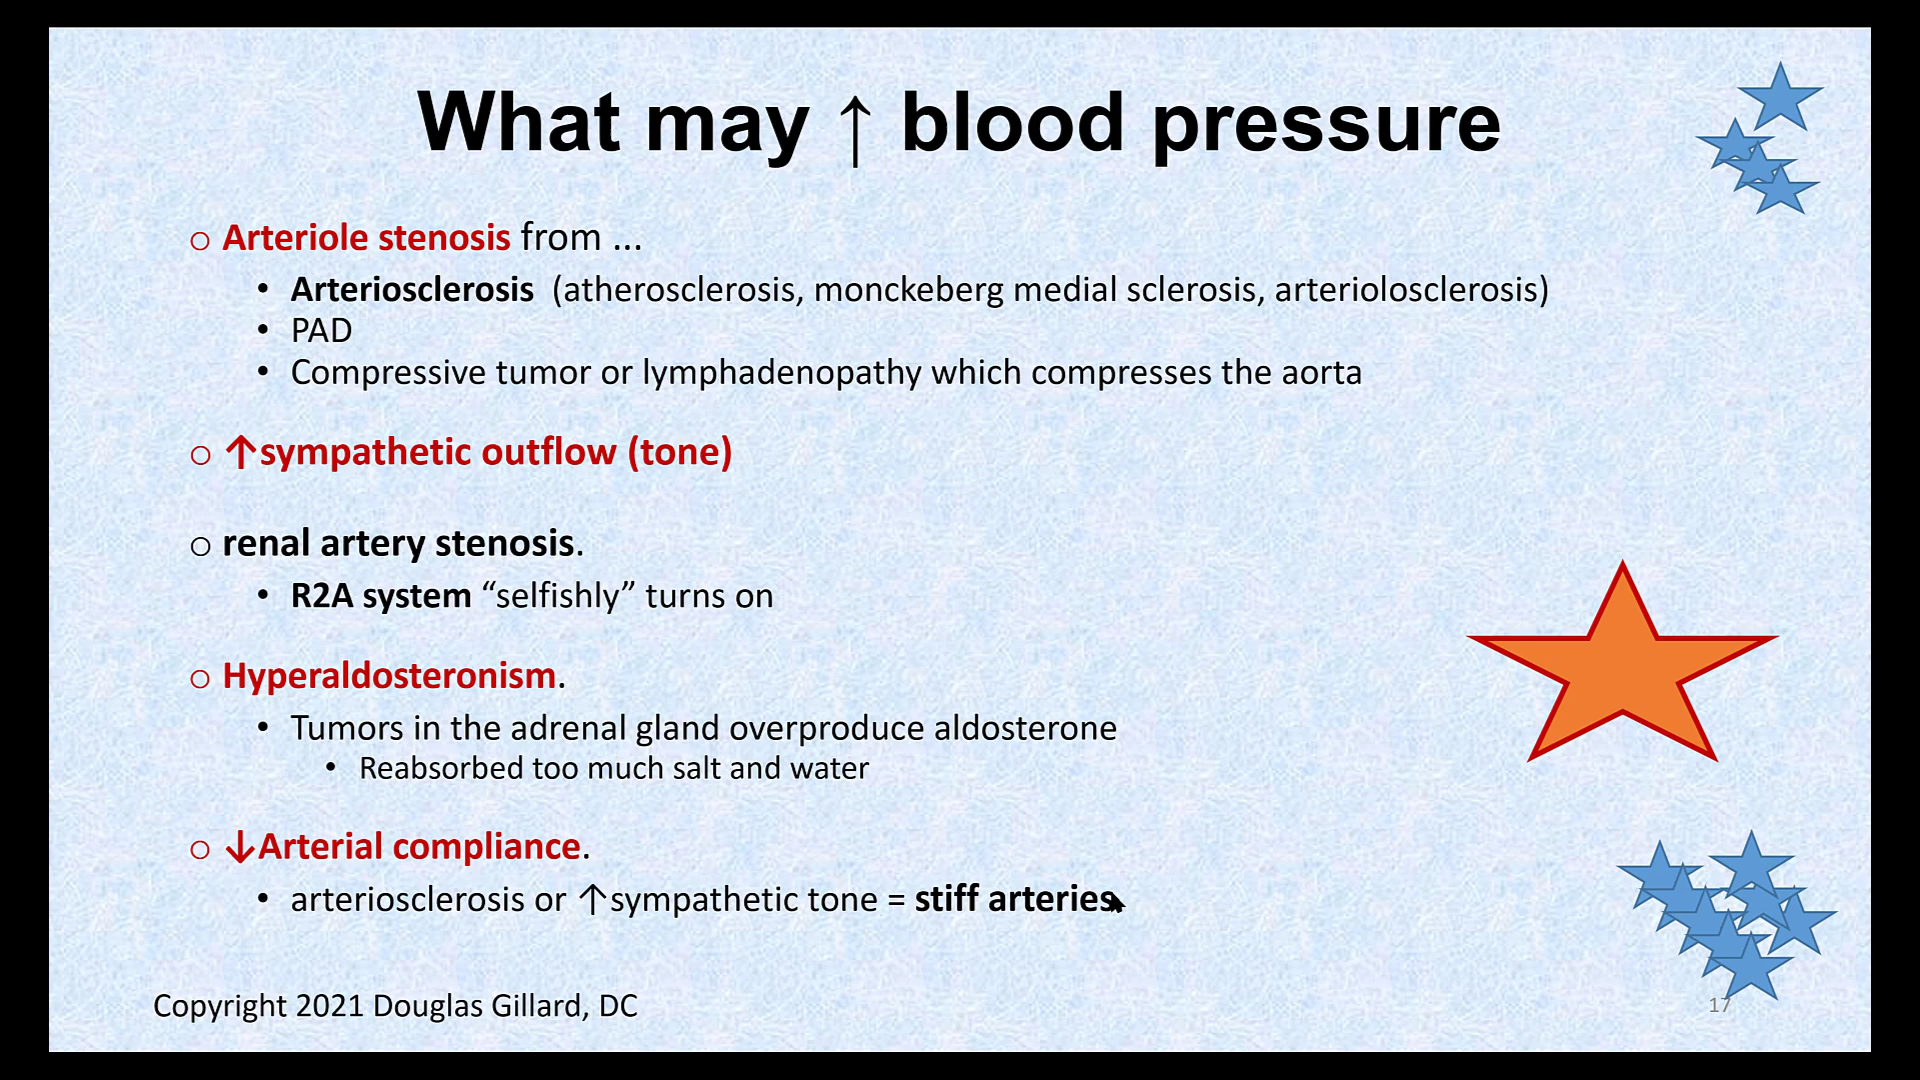 What may ↑ blood pressure
o Arteriole stenosis from ...
• Arteriosclerosis (atherosclerosis, monckeberg medial sclerosis, arteriolosclerosis)
• PAD
• Compressive tumor or lymphadenopathy which compresses the aorta
o ↑sympathetic outflow (tone)
o renal artery stenosis.
• R2A system “selfishly” turns on
o Hyperaldosteronism.
• Tumors in the adrenal gland overproduce aldosterone
• Reabsorbed too much salt and water
o ↓Arterial compliance.
• arteriosclerosis or ↑sympathetic tone = stiff arteries.
Copyright 2021 Douglas Gillard, DC
17